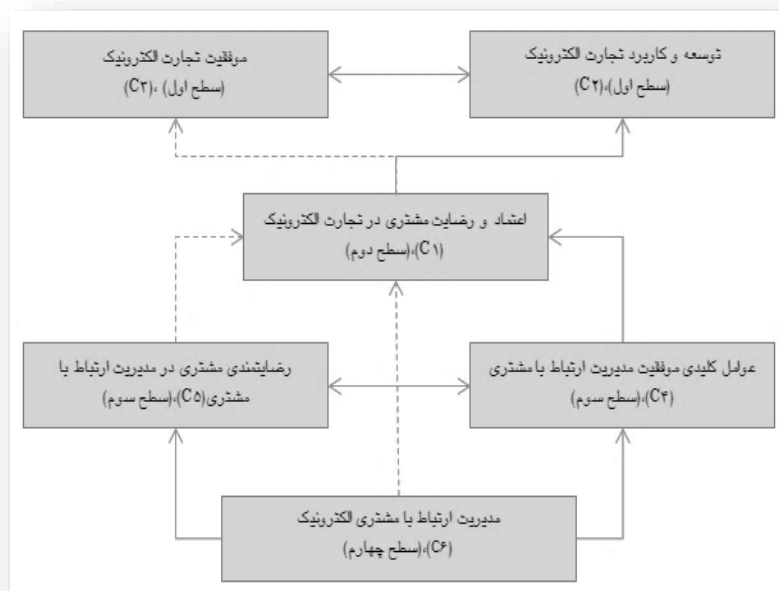 توسعه و کاربرد تجارت الکترونیک
(C۲)،(سطح اول)
موفقیت تجارت الکترونیک
(C۳)، (سطح اول)
اعتماد و رضایت مشتری در تجارت الکترونیک
(C۱)،(سطح دوم)
عوامل کلیدی موفقیت مدیریت ارتباط با مشتری
(C۴)،(سطح سوم)
رضایتمندی مشتری در مدیریت ارتباط با
مشتری(C۵)،(سطح سوم)
مدیریت ارتباط با مشتری الکترونیک
(C۶)،(سطح چهارم)